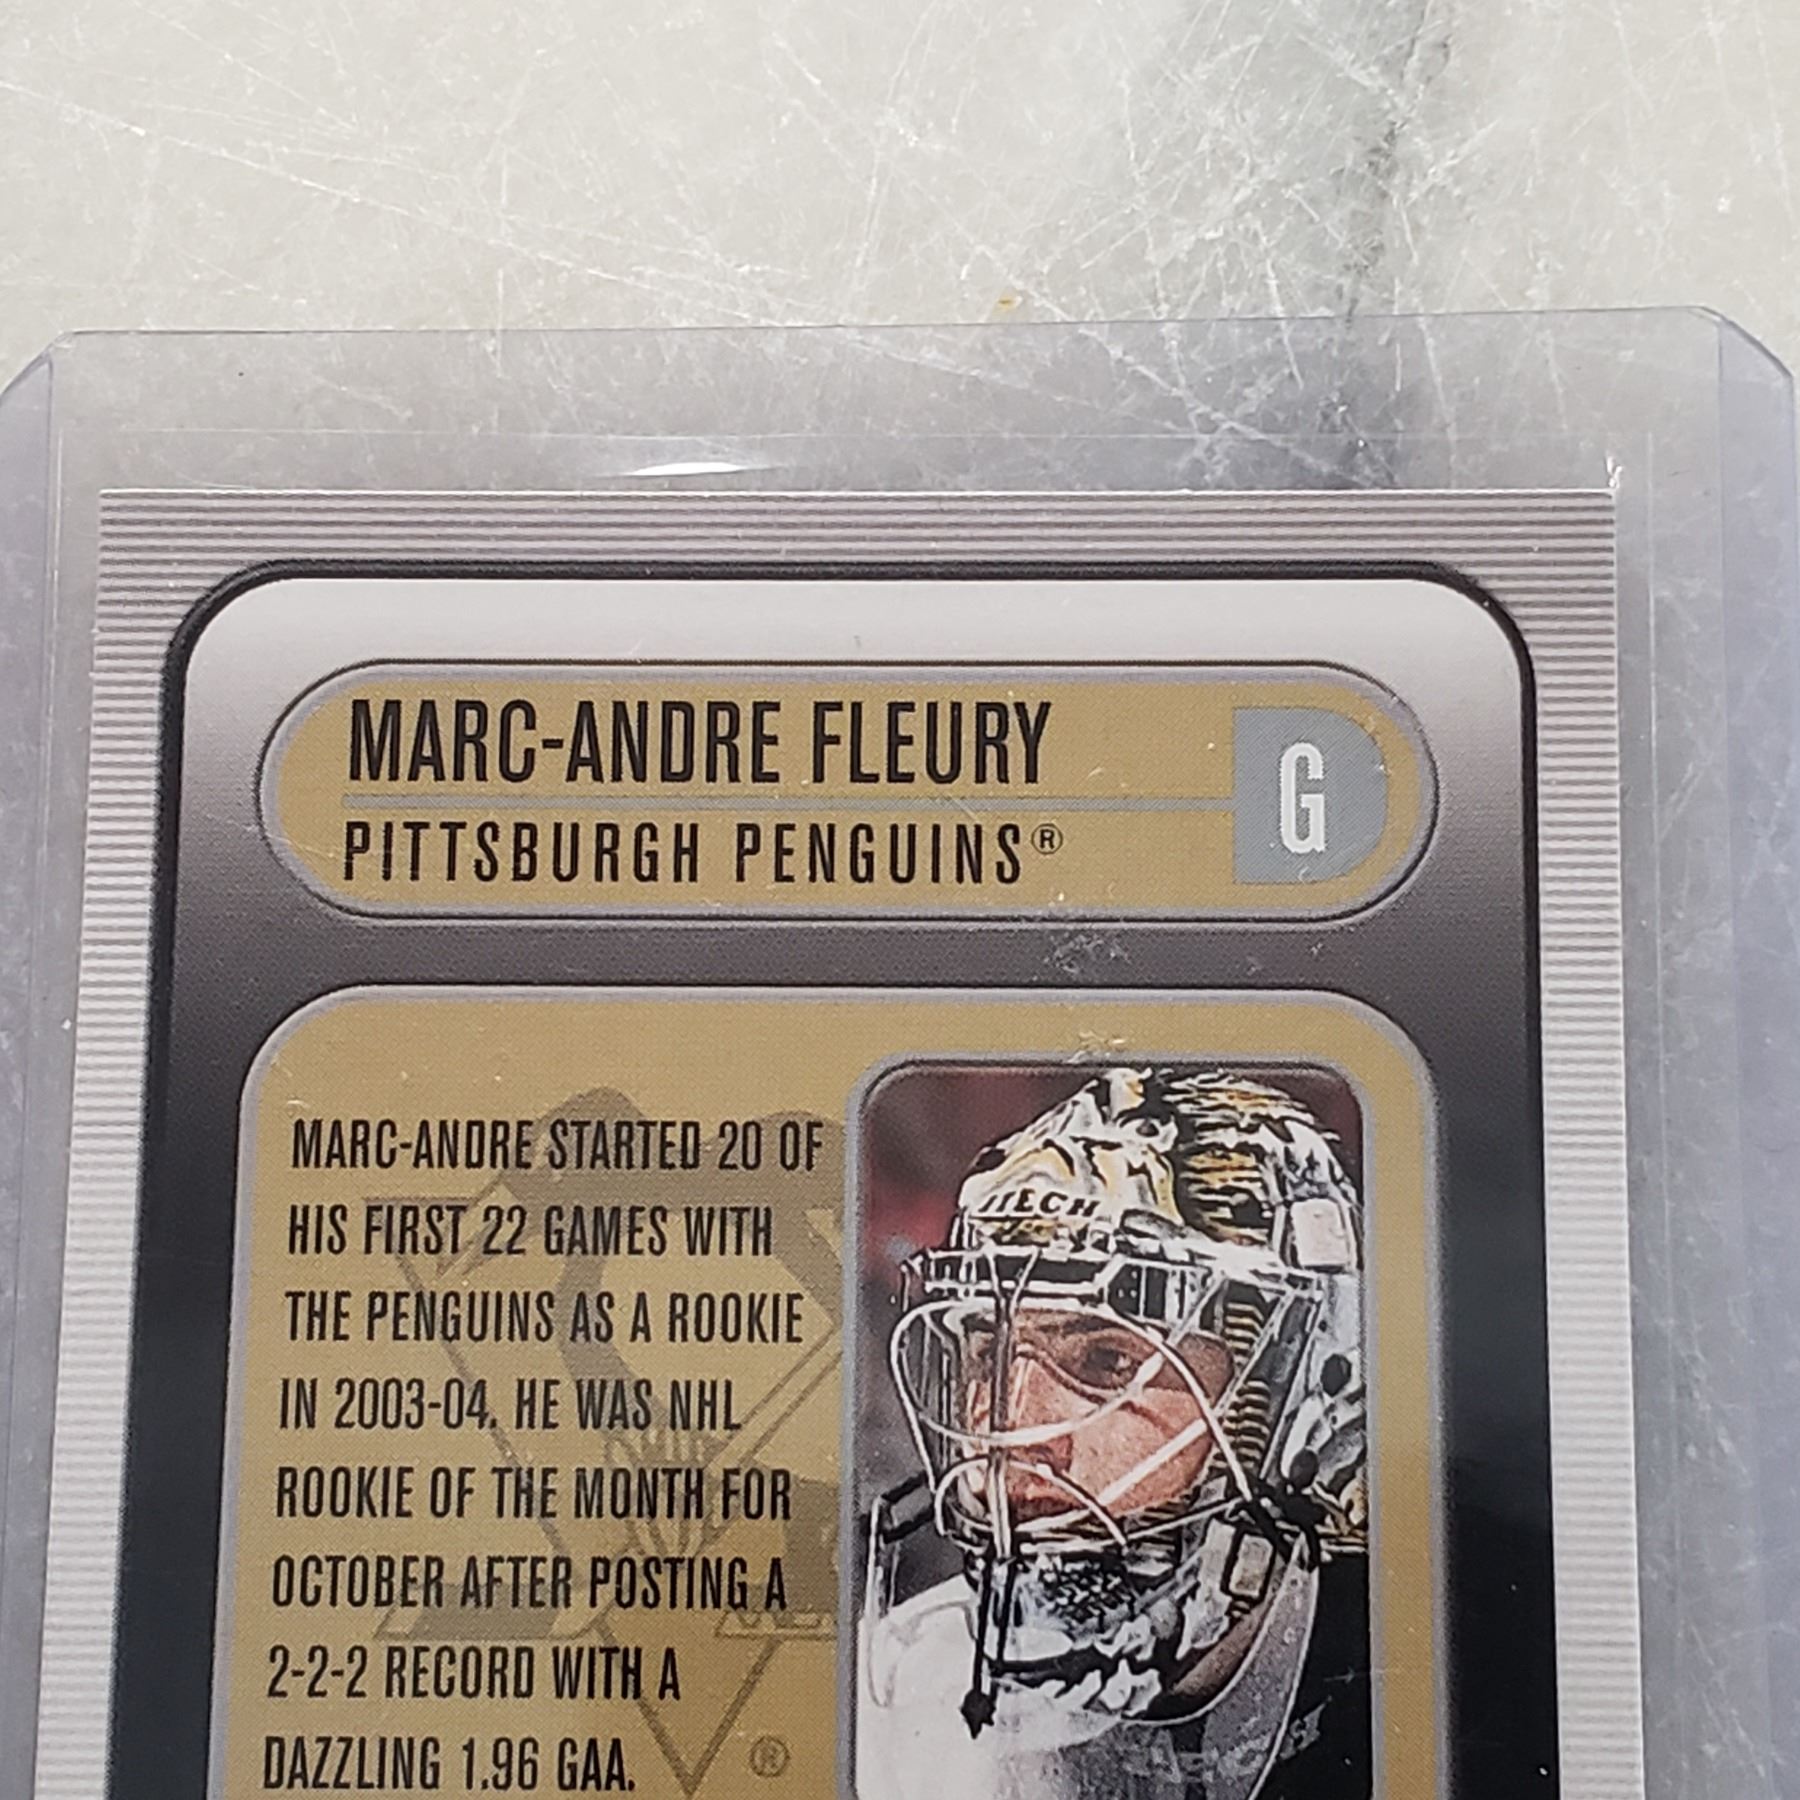 MARC-ANDRE FLEURY
PITTSBURGH PENGUINS®
G
MARC-ANDRE STARTED 20 OF
HIS FIRST 22 GAMES WITH
THE PENGUINS AS A ROOKIE
IN 2003-04. HE WAS NHL
ROOKIE OF THE MONTH FOR
OCTOBER AFTER POSTING A
2-2-2 RECORD WITH A
DAZZLING 1.96 GAA.
®